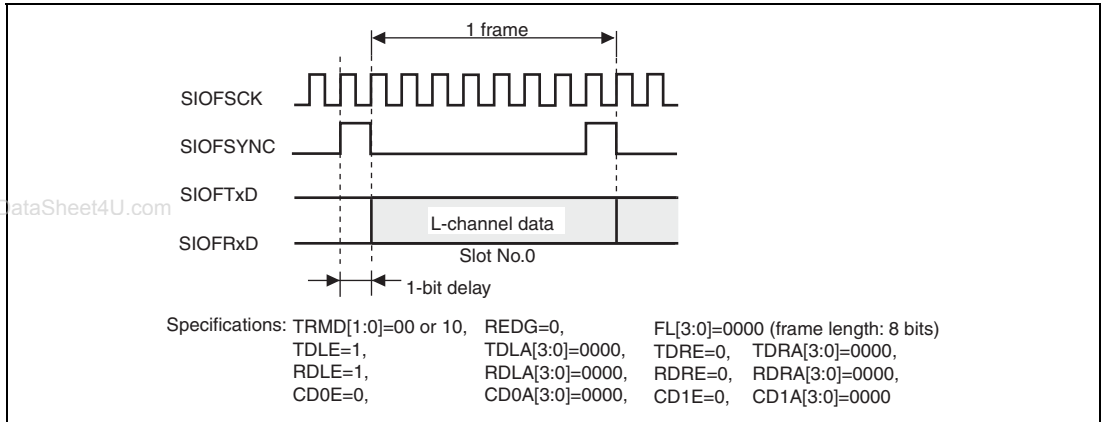 1 frame
SIOFSCK
SIOFSYNC
SIOFTxD
DataSheet4U.com
L-channel data
SIOFRxD
Slot No.0
1-bit delay
Specifications: TRMD[1:0]=00 or 10, REDG=0, FL[3:0]=0000 (frame length: 8 bits)
TDLE=1, TDLA[3:0]=0000, TDRE=0, TDRA[3:0]=0000,
RDLE=1, RDLA[3:0]=0000, RDRE=0, RDRA[3:0]=0000,
CD0E=0, CD0A[3:0]=0000, CD1E=0, CD1A[3:0]=0000